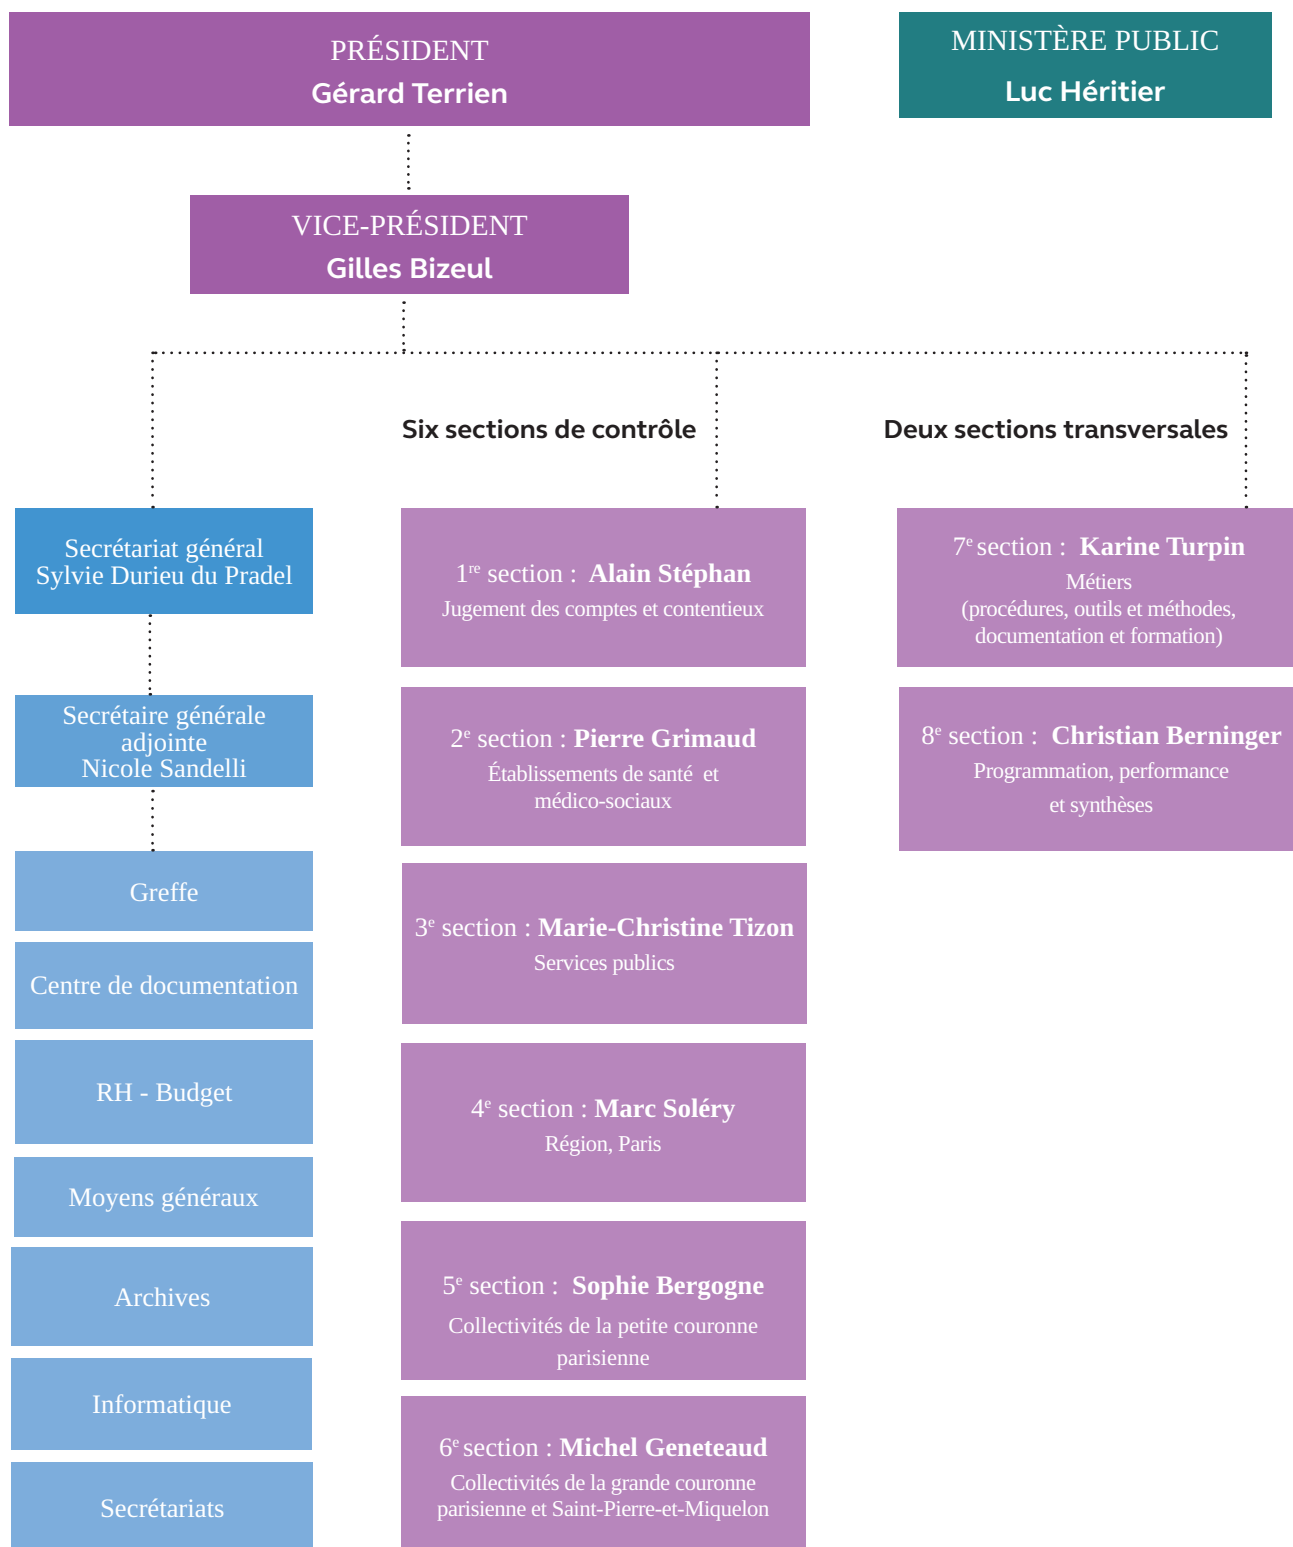 PRÉSIDENT
Gérard Terrien
MINISTÈRE PUBLIC
Luc Héritier
VICE-PRÉSIDENT
Gilles Bizeul
Six sections de contrôle
Deux sections transversales
Secrétariat général
Sylvie Durieu du Pradel
Secrétaire générale
adjointe
Nicole Sandelli
Greffe
Centre de documentation
RH - Budget
Moyens généraux
Archives
Informatique
Secrétariats
1re section : Alain Stéphan
Jugement des comptes et contentieux
2e section : Pierre Grimaud
Établissements de santé et
médico-sociaux
3e section : Marie-Christine Tizon
Services publics
4e section : Marc Soléry
Région, Paris
5e section : Sophie Bergogne
Collectivités de la petite couronne
parisienne
6e section : Michel Geneteaud
Collectivités de la grande couronne
parisienne et Saint-Pierre-et-Miquelon
7e section : Karine Turpin
Métiers
(procédures, outils et méthodes,
documentation et formation)
8e section : Christian Berninger
Programmation, performance
et synthèses